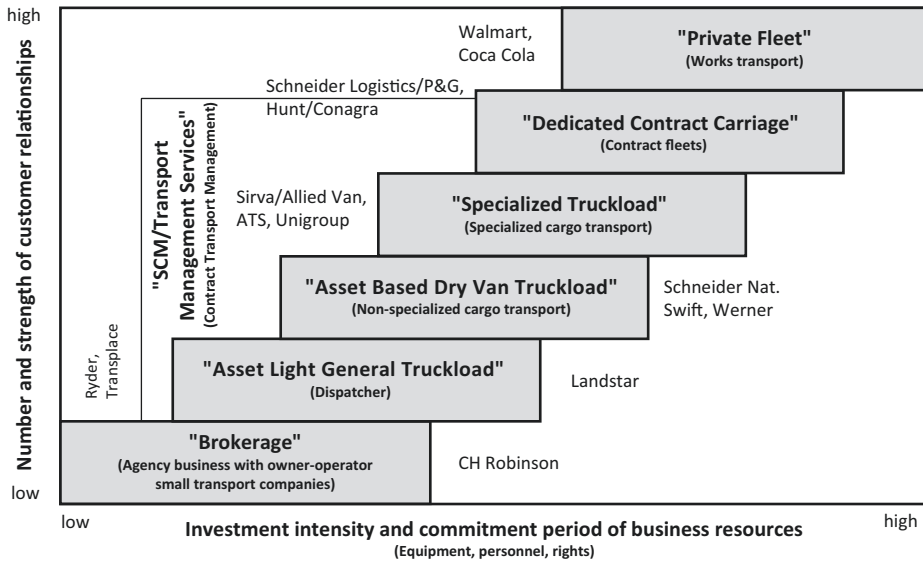 high
Number and strength of customer relationships
low
Walmart,
Coca Cola
"Private Fleet"
(Works transport)
Schneider Logistics/P&G,
Hunt/Conagra
"Dedicated Contract Carriage"
(Contract fleets)
"SCM/Transport
Management Services"
(Contract Transport Management)
Sirva/Allied Van,
ATS, Unigroup
"Specialized Truckload"
(Specialized cargo transport)
"Asset Based Dry Van Truckload"
(Non-specialized cargo transport)
Schneider Nat.
Swift, Werner
Ryder,
Transplace
"Asset Light General Truckload"
(Dispatcher)
Landstar
"Brokerage"
(Agency business with owner-operator
small transport companies)
CH Robinson
low
Investment intensity and commitment period of business resources
(Equipment, personnel, rights)
high